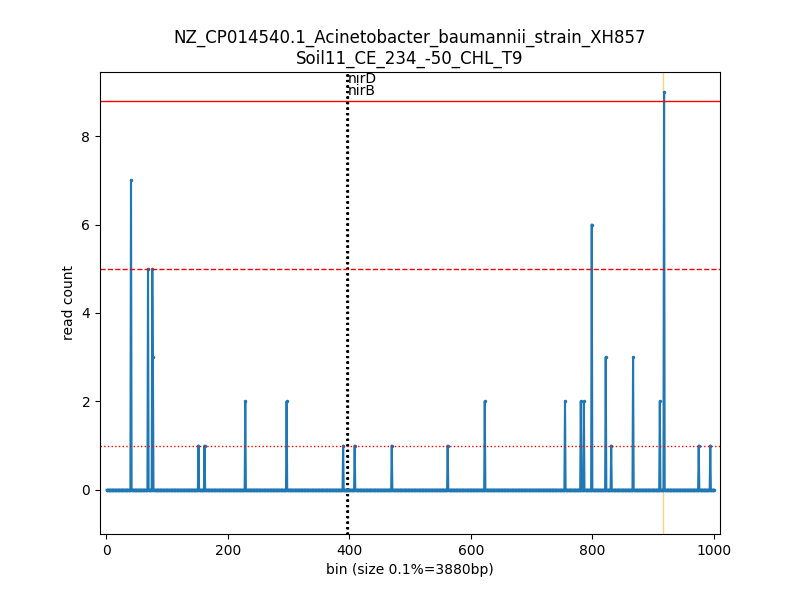 NZ_CP014540.1_Acinetobacter_baumannii_strain_XH857
Soil11_CE_234_-50_CHL_T9
nirD
nirB
8
6
4
2
0
read count
0 200 400 600 800 1000
bin (size 0.1%=3880bp)